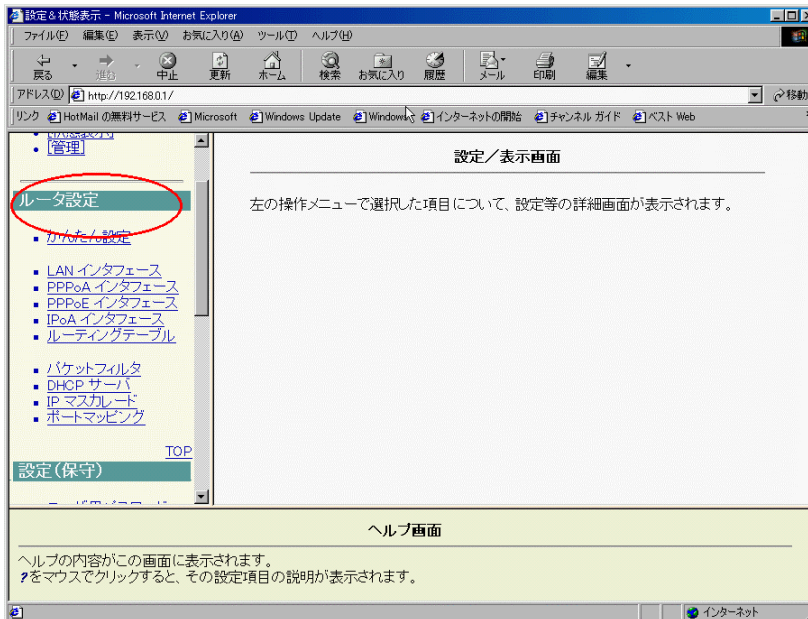 設定&状態表示 - Microsoft Internet Explorer
ファイル(F) 編集(E) 表示(V) お気に入り(A) ツール(T) ヘルプ(H)
戻る 進む 中止 更新 ホーム 検索 お気に入り 履歴 メール 印刷 編集
アドレス(D) http://192.168.0.1/ 移動
リンク HotMail の無料サービス Microsoft Windows Update Windows インターネットの開始 チャンネル ガイド ベスト Web
[管理]
ルータ設定
かんたん設定
LAN インタフェース
PPPoA インタフェース
PPPoE インタフェース
IPoA インタフェース
ルーティングテーブル
パケットフィルタ
DHCP サーバ
IP マスカレード
ポートマッピング
TOP
設定(保守)
設定/表示画面
左の操作メニューで選択した項目について、設定等の詳細画面が表示されます。
ヘルプ画面
ヘルプの内容がこの画面に表示されます。
?をマウスでクリックすると、その設定項目の説明が表示されます。
インターネット